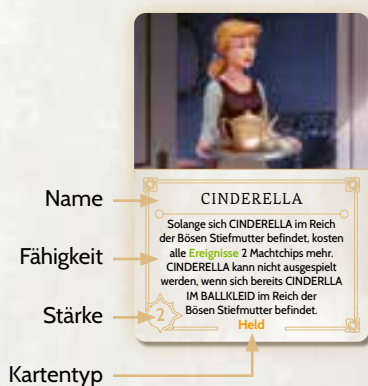 Name
CINDERELLA
Fähigkeit
Solange sich CINDERELLA im Reich
der Bösen Stiefmutter befindet, kosten
alle Ereignisse 2 Machtchips mehr.
CINDERELLA kann nicht ausgespielt
werden, wenn sich bereits CINDERLLA
IM BALLKLEID im Reich der
Bösen Stiefmutter befindet.
Stärke
2
Held
Kartentyp